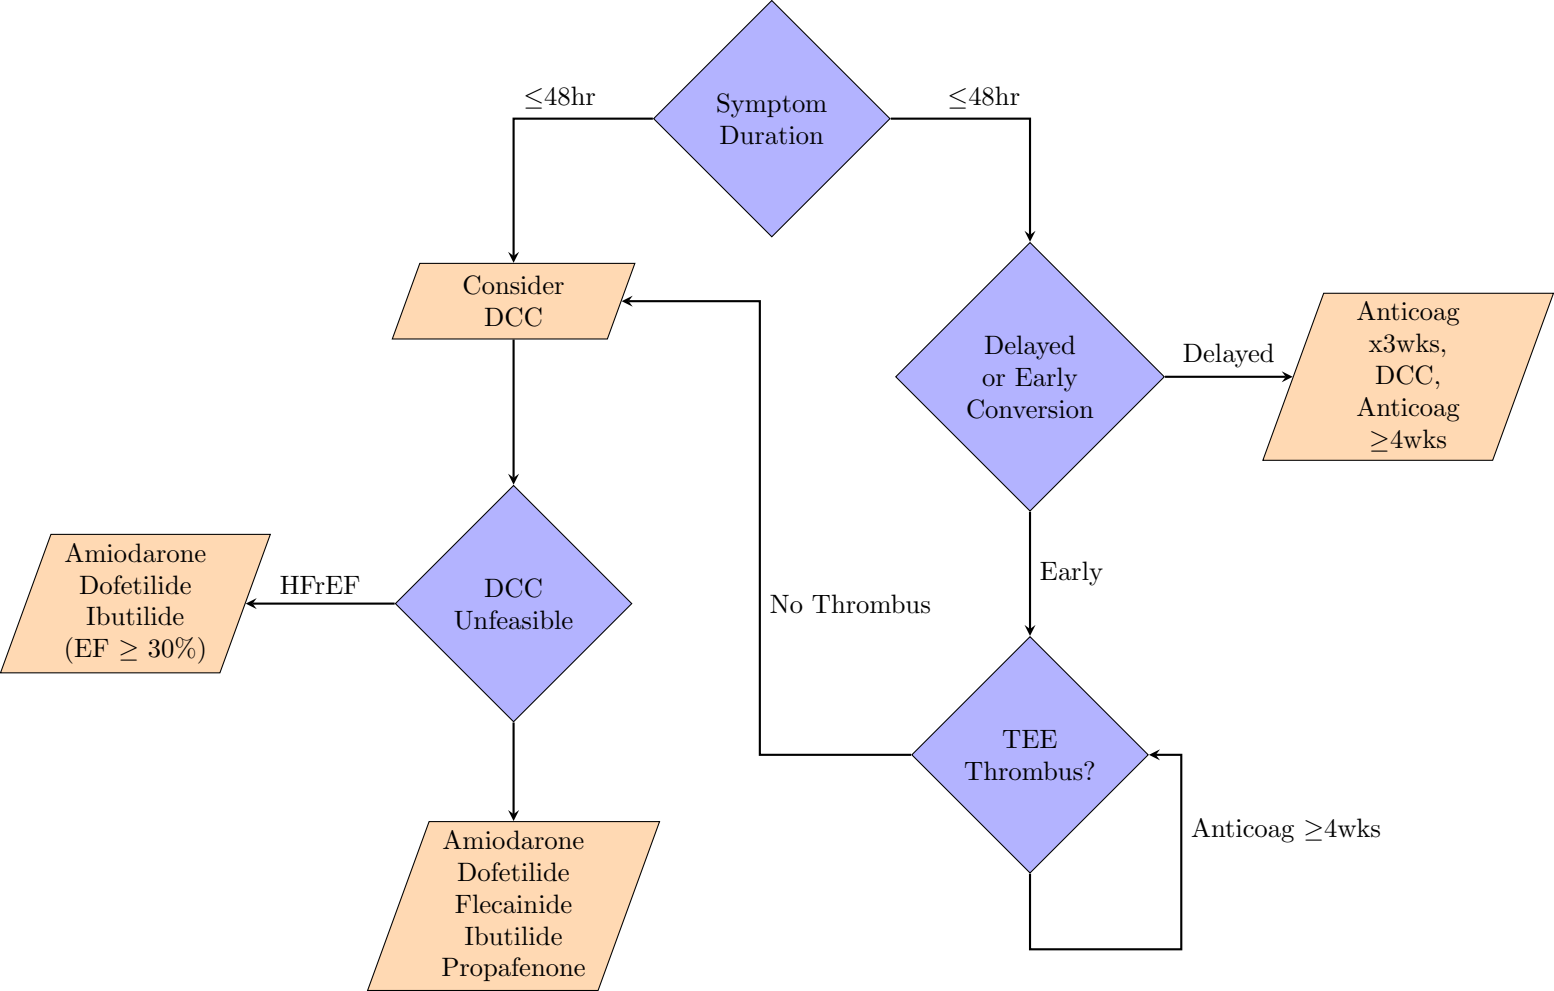 ≤48hr
≤48hr
Symptom
Duration
Consider
DCC
Delayed
or Early
Conversion
Delayed
Anticoag
x3wks,
DCC,
Anticoag
≥4wks
Amiodarone
Dofetilide
Ibutilide
(EF ≥ 30%)
HFrEF
DCC
Unfeasible
No Thrombus
Early
TEE
Thrombus?
Anticoag ≥4wks
Amiodarone
Dofetilide
Flecainide
Ibutilide
Propafenone